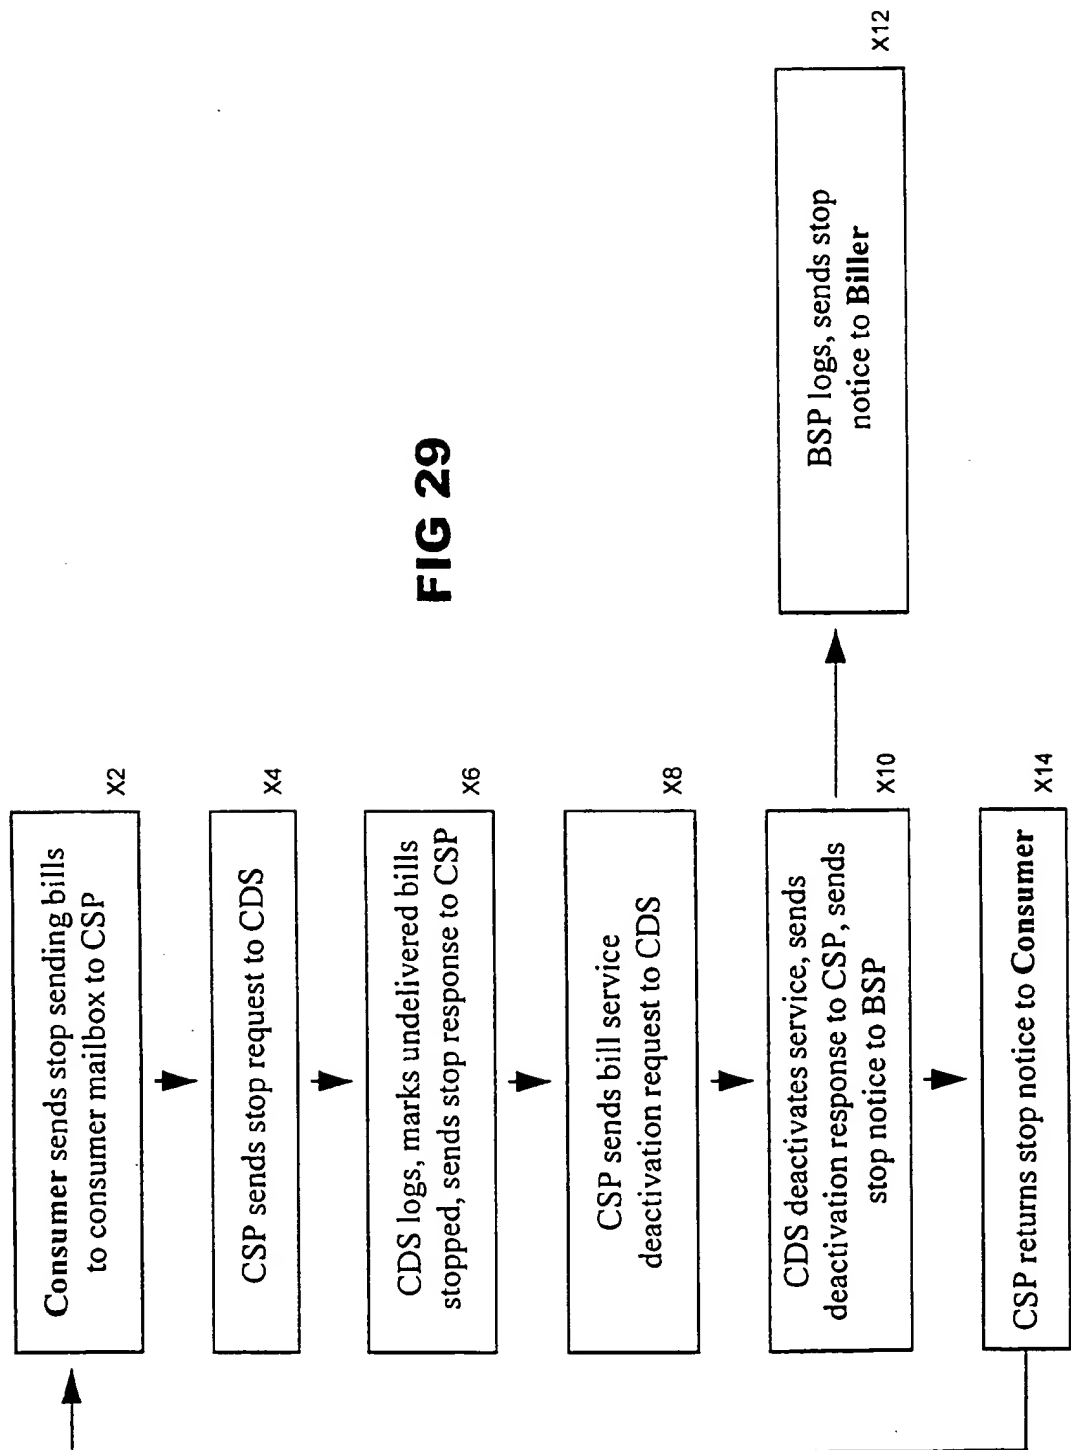 Consumer sends stop sending bills
to consumer mailbox to CSP
X2
CSP sends stop request to CDS
X4
CDS logs, marks undelivered bills
stopped, sends stop response to CSP
X6
CSP sends bill service
deactivation request to CDS
X8
CDS deactivates service, sends
deactivation response to CSP, sends
stop notice to BSP
X10
BSP logs, sends stop
notice to Biller
X12
CSP returns stop notice to Consumer
X14
FIG 29